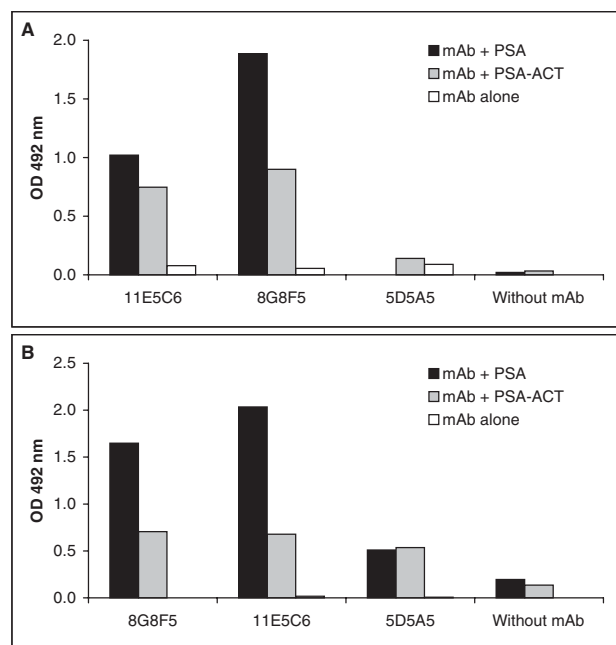 A
OD 492 nm
2.0
1.5
1.0
0.5
0.0
mAb + PSA
mAb + PSA-ACT
mAb alone
11E5C6 8G8F5 5D5A5 Without mAb
B
OD 492 nm
2.5
2.0
1.5
1.0
0.5
0.0
mAb + PSA
mAb + PSA-ACT
mAb alone
8G8F5 11E5C6 5D5A5 Without mAb